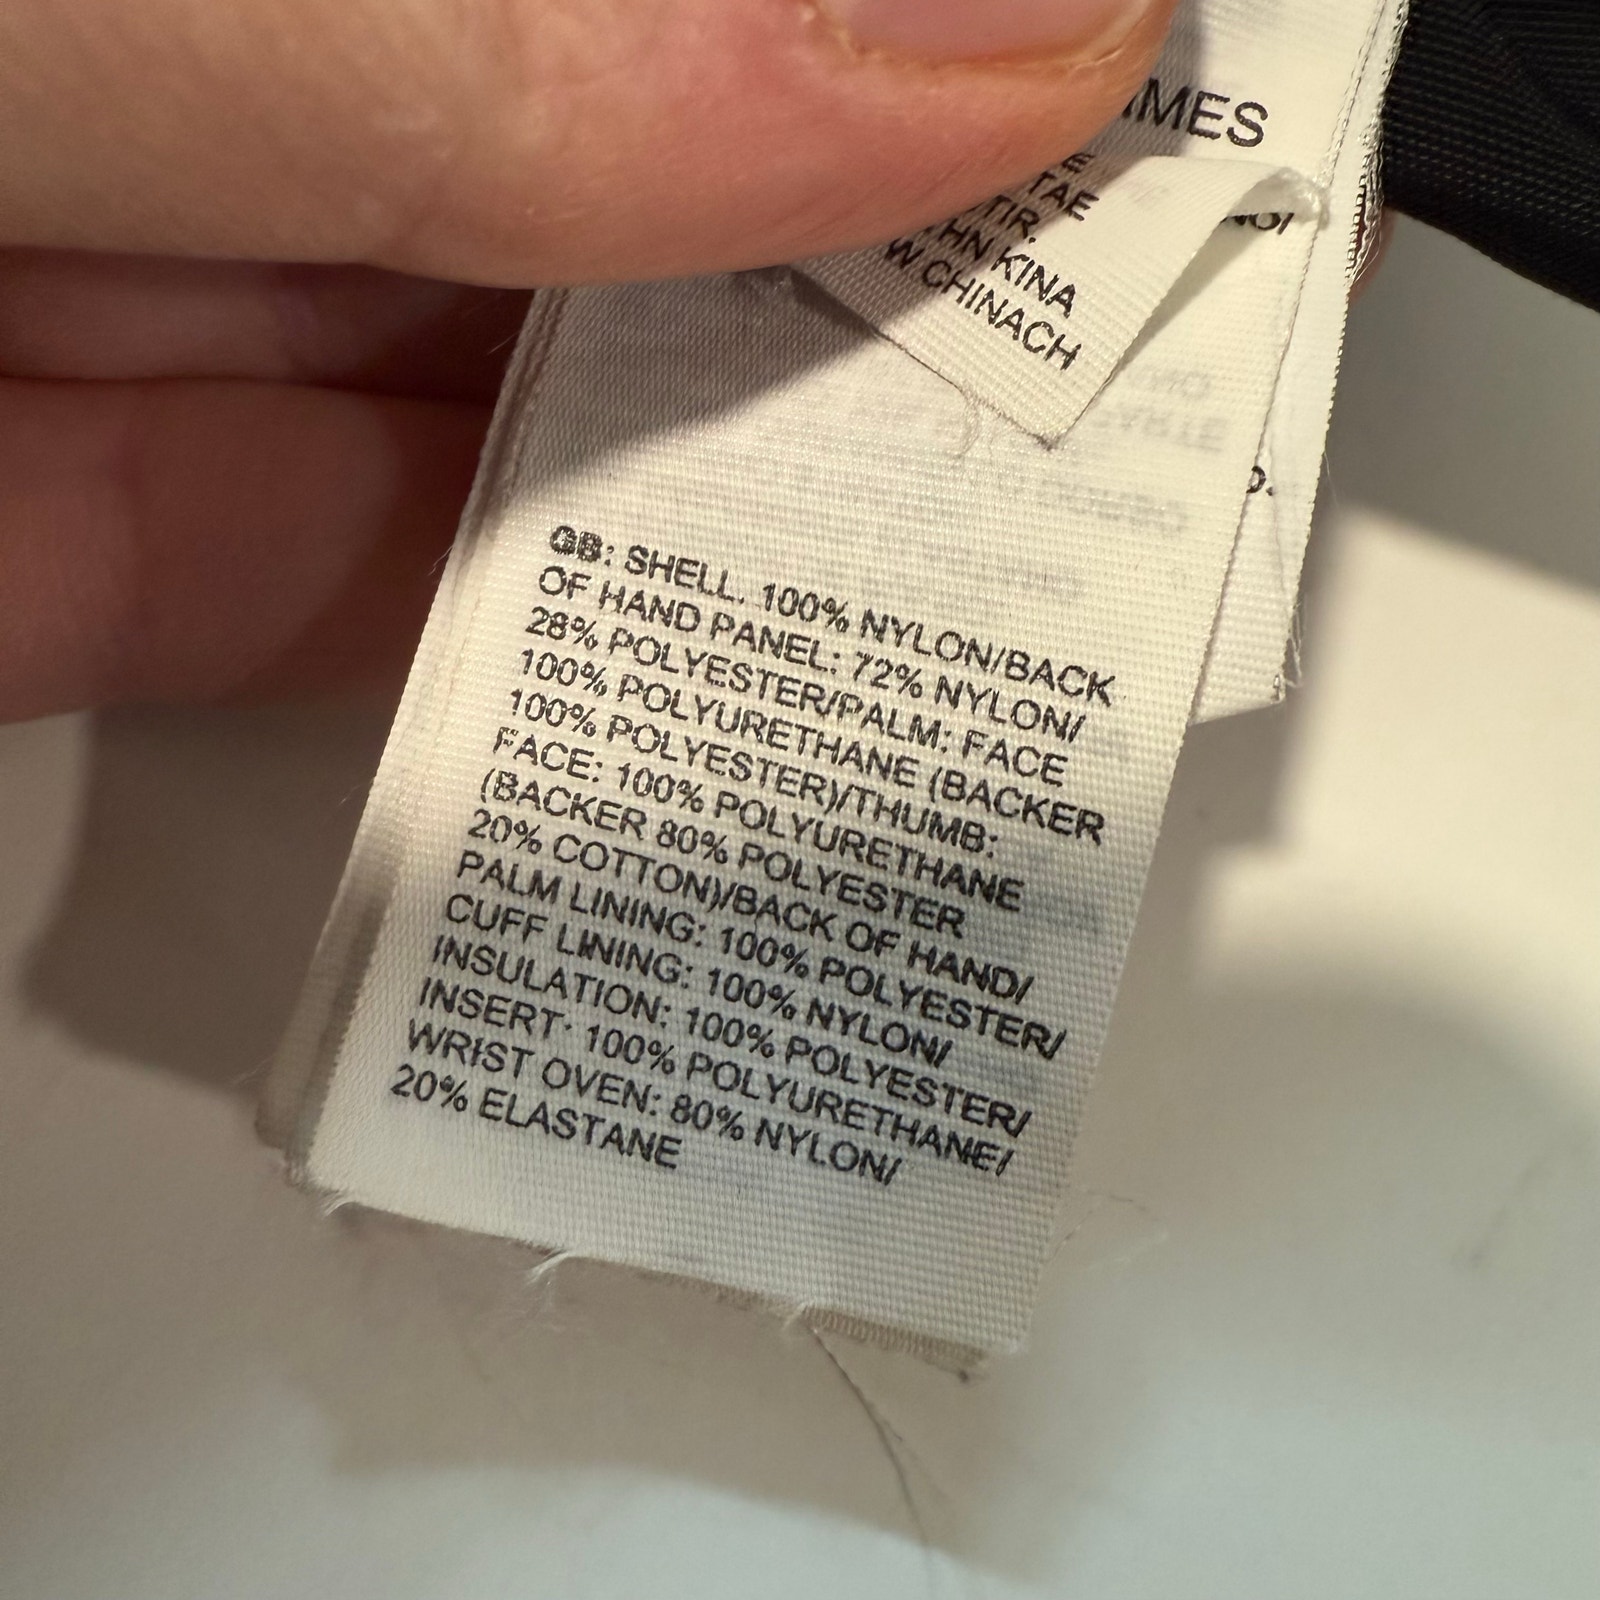 MES
E
TAE
TIR.
HN KINA
W CHINACH
GB: SHELL. 100% NYLON/BACK
OF HAND PANEL: 72% NYLON/
28% POLYESTER/PALM: FACE
100% POLYURETHANE (BACKER
100% POLYESTER)/THUMB:
FACE: 100% POLYURETHANE
(BACKER 80% POLYESTER
20% COTTON)/BACK OF HAND/
PALM LINING: 100% POLYESTER/
CUFF LINING: 100% NYLON/
INSULATION: 100% POLYESTER/
INSERT: 100% POLYURETHANE/
WRIST OVEN: 80% NYLON/
20% ELASTANE